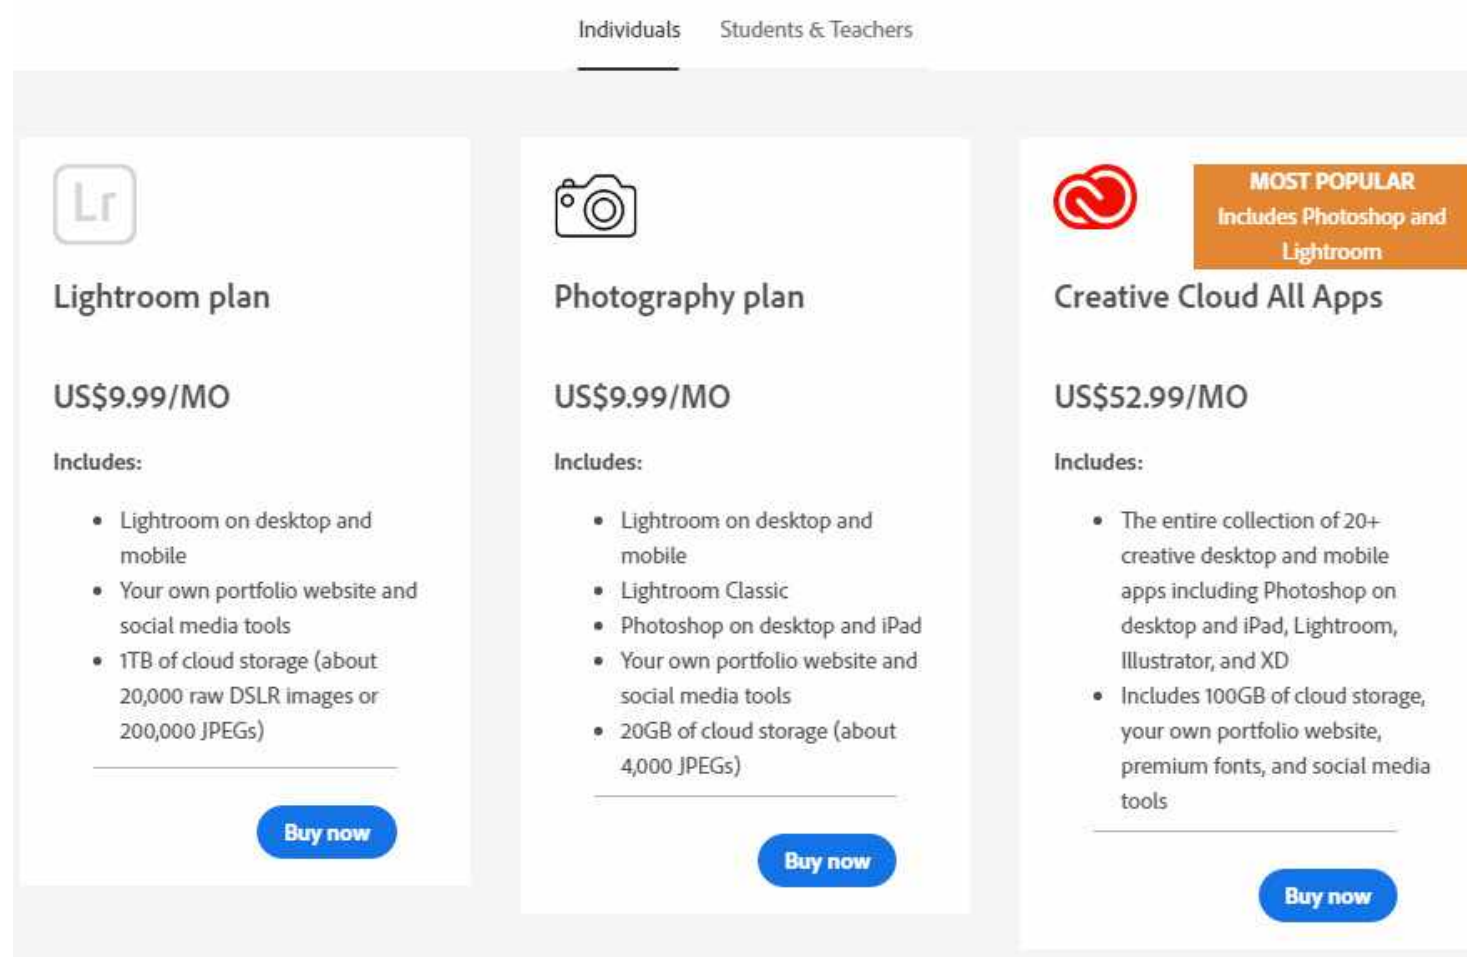 Individuals
Students & Teachers
Lr
Lightroom plan
US$9.99/MO
Includes:
• Lightroom on desktop and
mobile
• Your own portfolio website and
social media tools
• 1TB of cloud storage (about
20,000 raw DSLR images or
200,000 JPEGs)
Buy now
Photography plan
US$9.99/MO
Includes:
• Lightroom on desktop and
mobile
• Lightroom Classic
• Photoshop on desktop and iPad
• Your own portfolio website and
social media tools
• 20GB of cloud storage (about
4,000 JPEGs)
Buy now
MOST POPULAR
Includes Photoshop and
Lightroom
Creative Cloud All Apps
US$52.99/MO
Includes:
• The entire collection of 20+
creative desktop and mobile
apps including Photoshop on
desktop and iPad, Lightroom,
Illustrator, and XD
• Includes 100GB of cloud storage,
your own portfolio website,
premium fonts, and social media
tools
Buy now